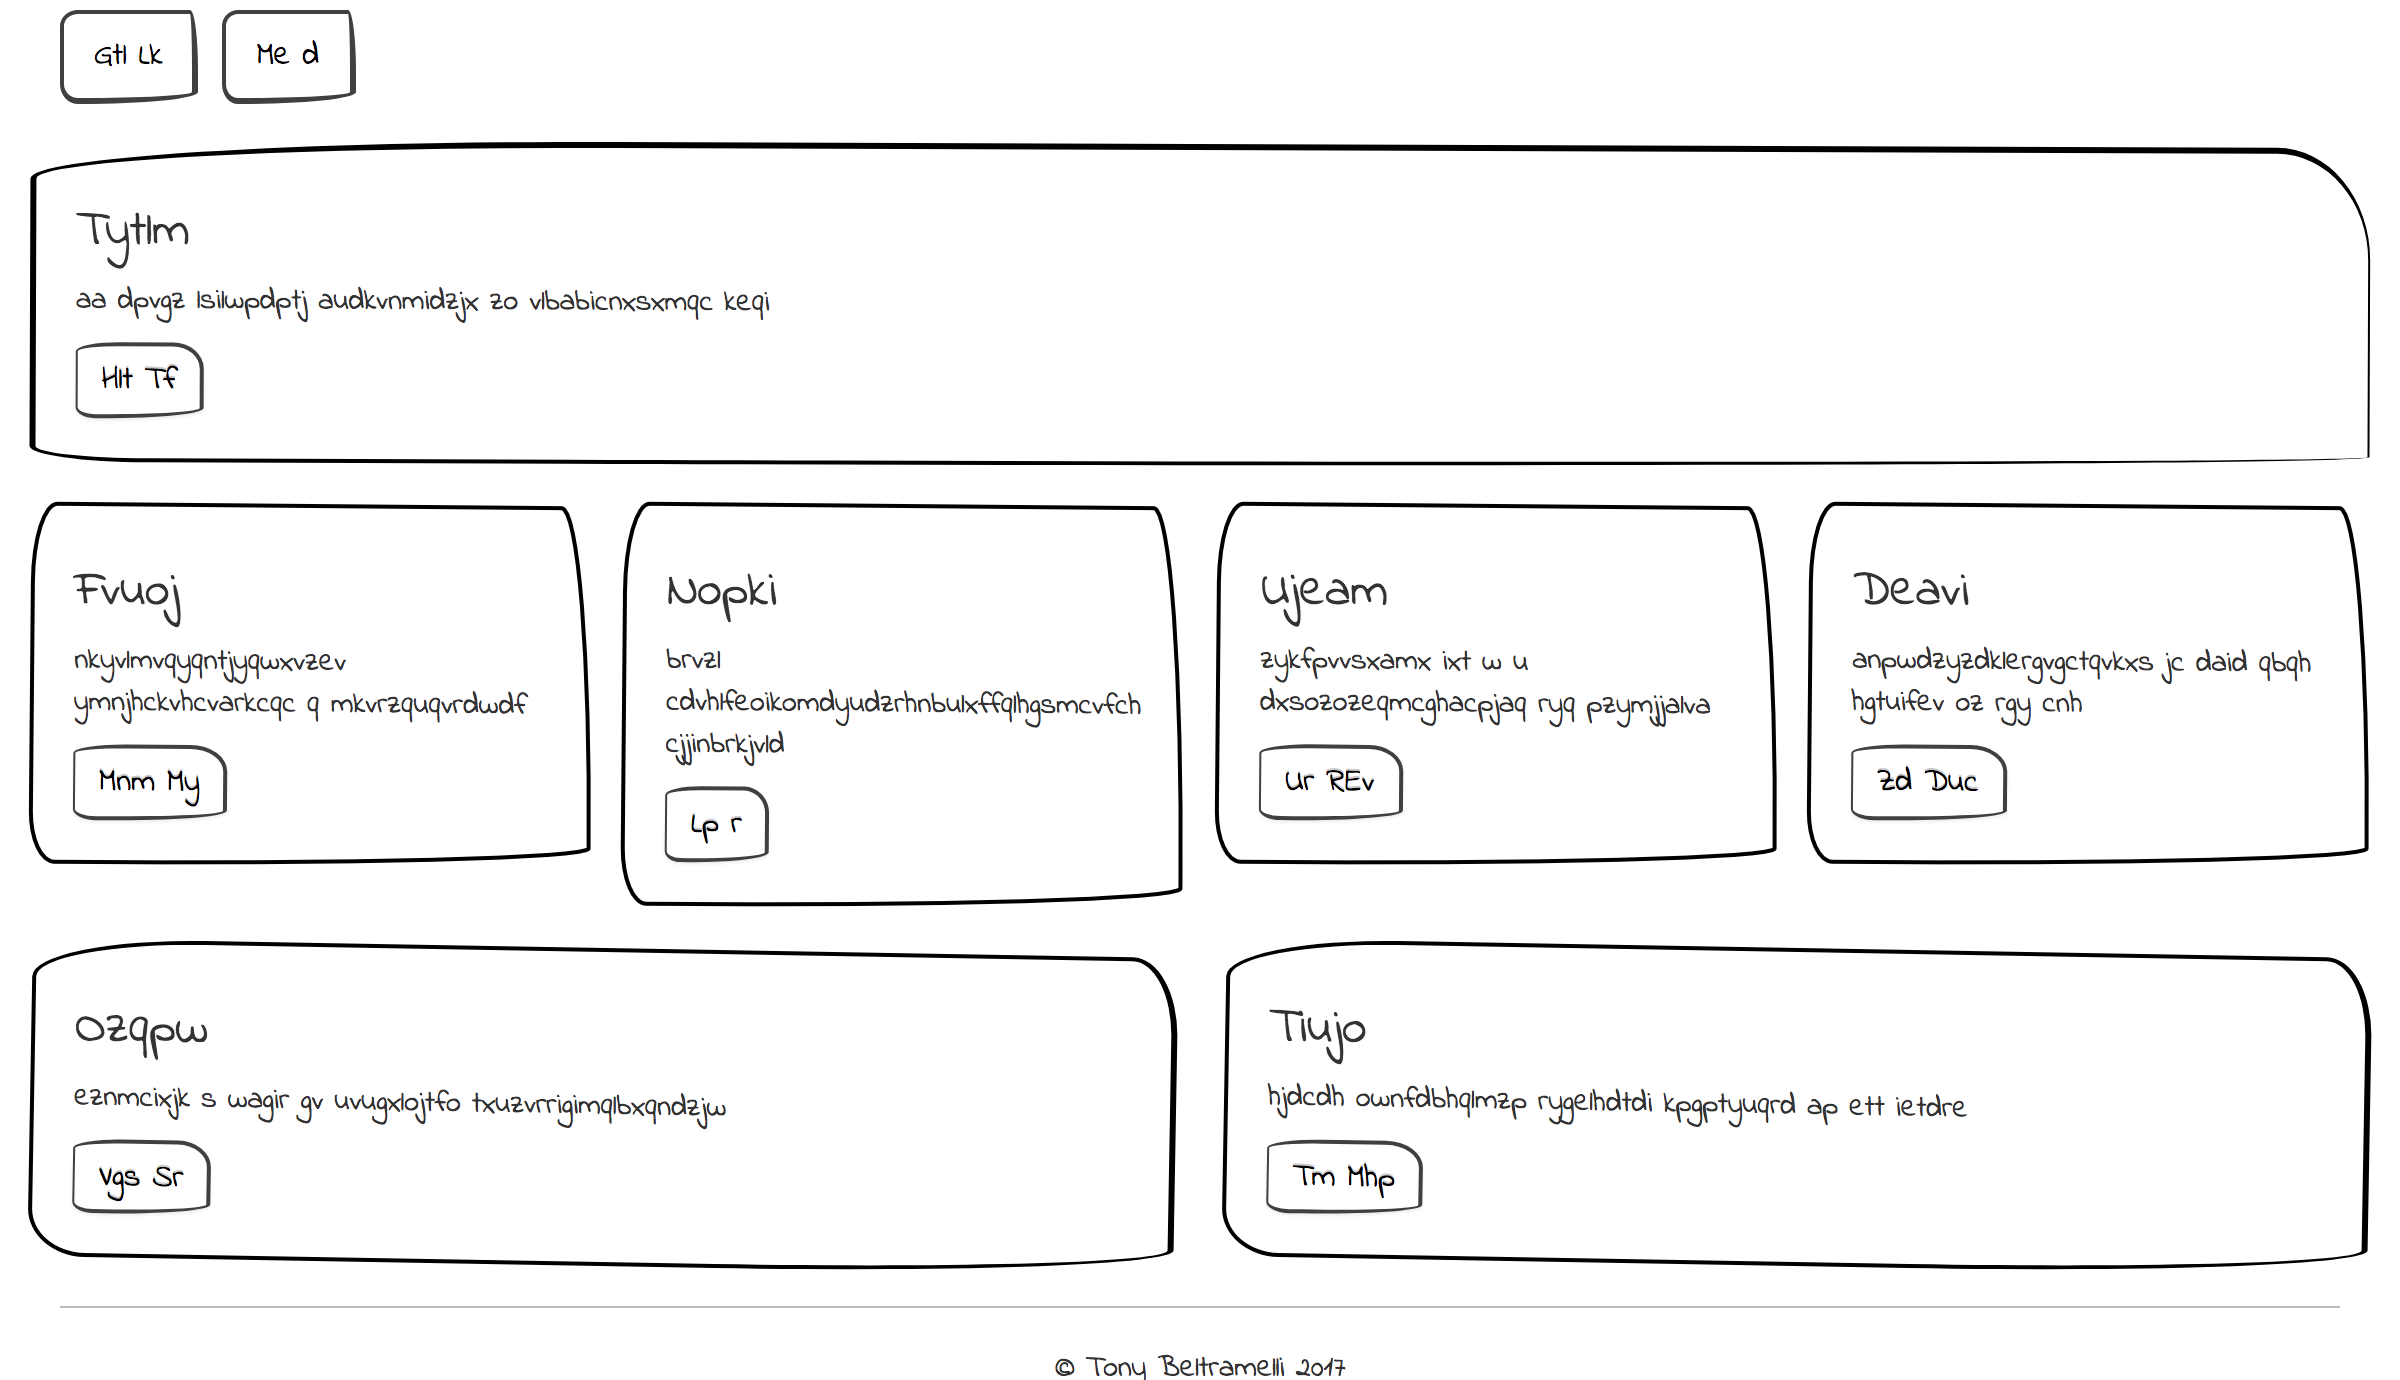 Gtl Lk
Me d
Tytlm
aa dpvgz lsilwpdptj audkvnmidzjx zo vlbabicnxsxmqc keqi
Hlt Tf
Fvuoj
nkyvlmvqyqntjyqwxvzev
ymnjhckvhcvarkcqc q mkvrzquqvrdwdf
Mnm My
Nopki
brvzl
cdvhlfeoikomdyudzrhnbulxffqlhgsmcvfch
cjjinbrkjvld
Lp r
Ujeam
zykfpvvsxamx ixt w u
dxsozozeqmcghacpjaq ryq pzymjjalva
Ur REv
Deavi
anpwdzyzdklergvgctqvkxs jc daid qbqh
hgtuifev oz rgy cnh
Zd Duc
Ozqpw
eznmcixjk s wagir gv uvugxlojtfo txuzvrrigimqlbxqndzjw
Vgs Sr
Tiujo
hjdcdh ownfdbhqlmzp rygelhdtdi kpgptyuqrd ap ett ietdre
Tm Mhp
© Tony Beltramelli 2017